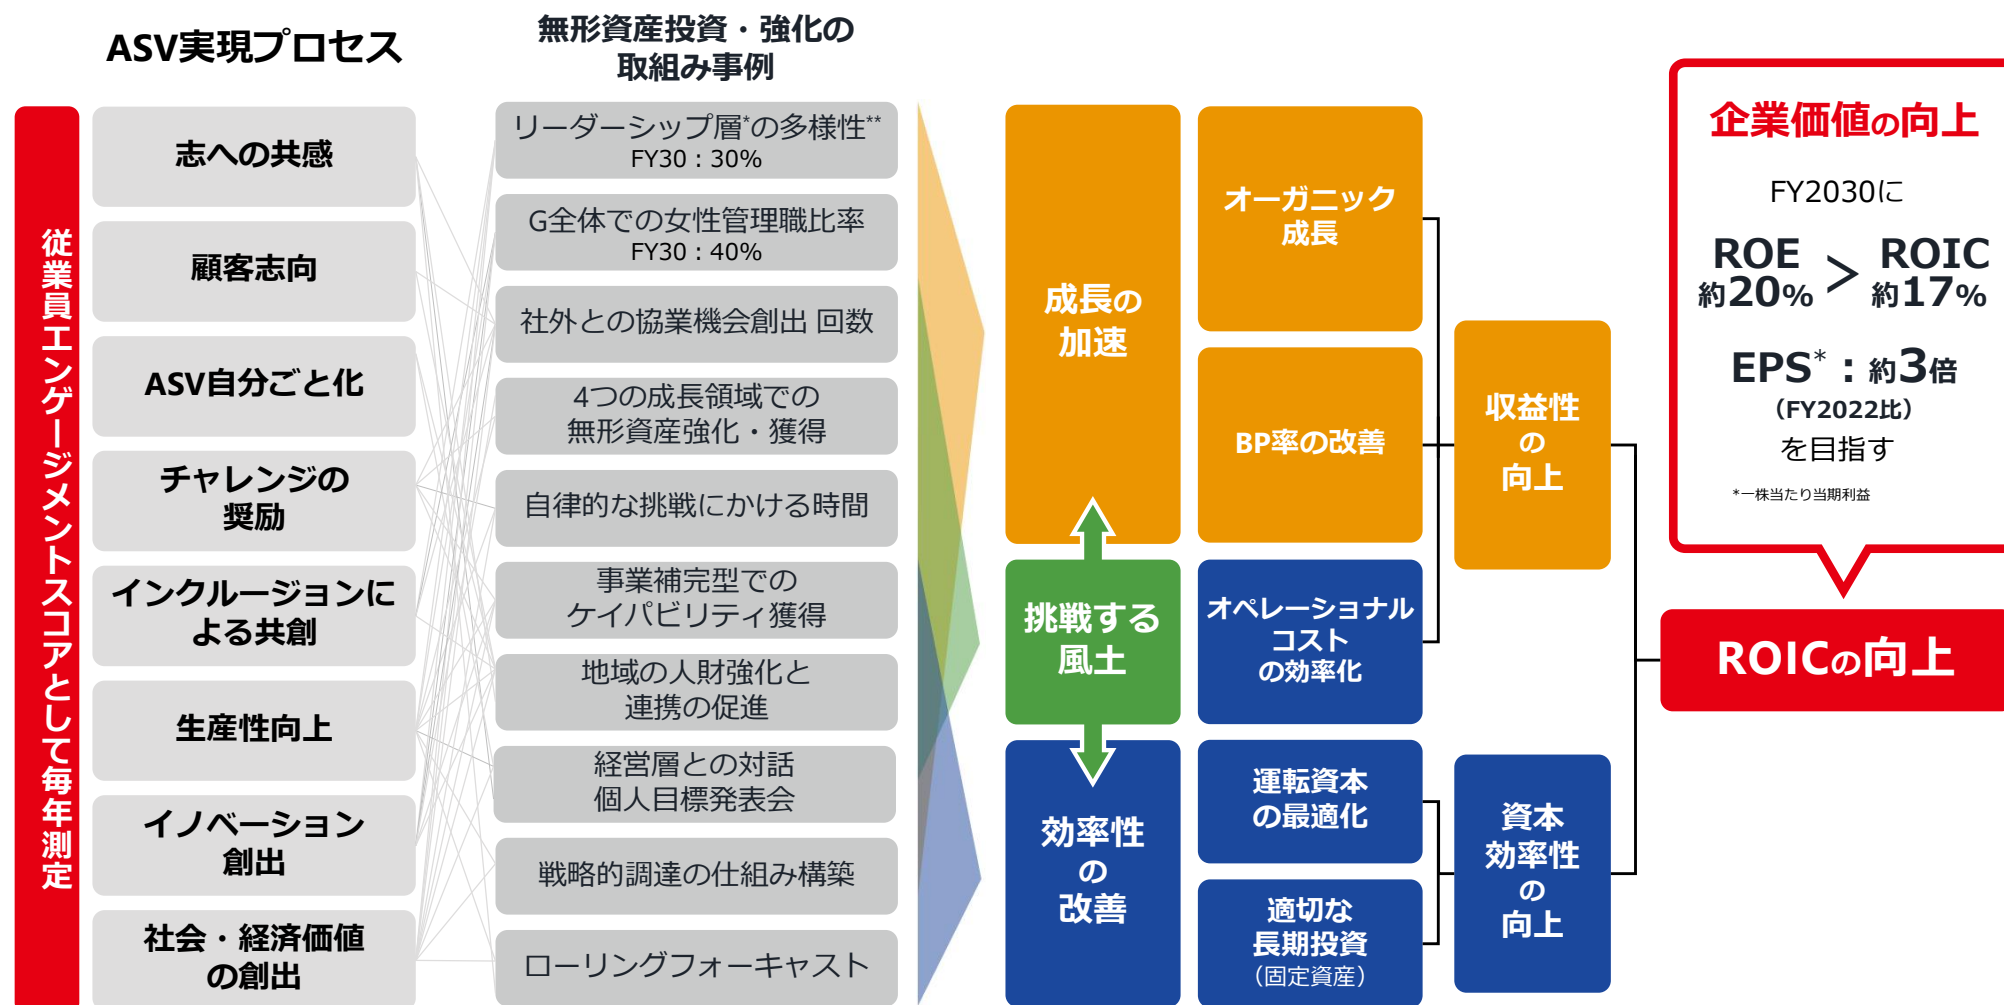 ASV実現プロセス
無形資産投資・強化の
取組み事例
従業員エンゲージメントスコアとして毎年測定
志への共感
顧客志向
ASV自分ごと化
チャレンジの
奨励
インクルージョンに
よる共創
生産性向上
イノベーション
創出
社会・経済価値
の創出
リーダーシップ層*の多様性**
FY30：30%
G全体での女性管理職比率
FY30：40%
社外との協業機会創出 回数
4つの成長領域での
無形資産強化・獲得
自律的な挑戦にかける時間
事業補完型での
ケイパビリティ獲得
地域の人財強化と
連携の促進
経営層との対話
個人目標発表会
戦略的調達の仕組み構築
ローリングフォーキャスト
成長の
加速
挑戦する
風土
効率性
の
改善
オーガニック
成長
BP率の改善
オペレーショナル
コスト
の効率化
運転資本
の最適化
適切な
長期投資
（固定資産）
収益性
の
向上
資本
効率性
の
向上
企業価値の向上
FY2030に
ROE > ROIC
約20% 約17%
EPS*：約3倍
（FY2022比）
を目指す
*一株当たり当期利益
ROICの向上